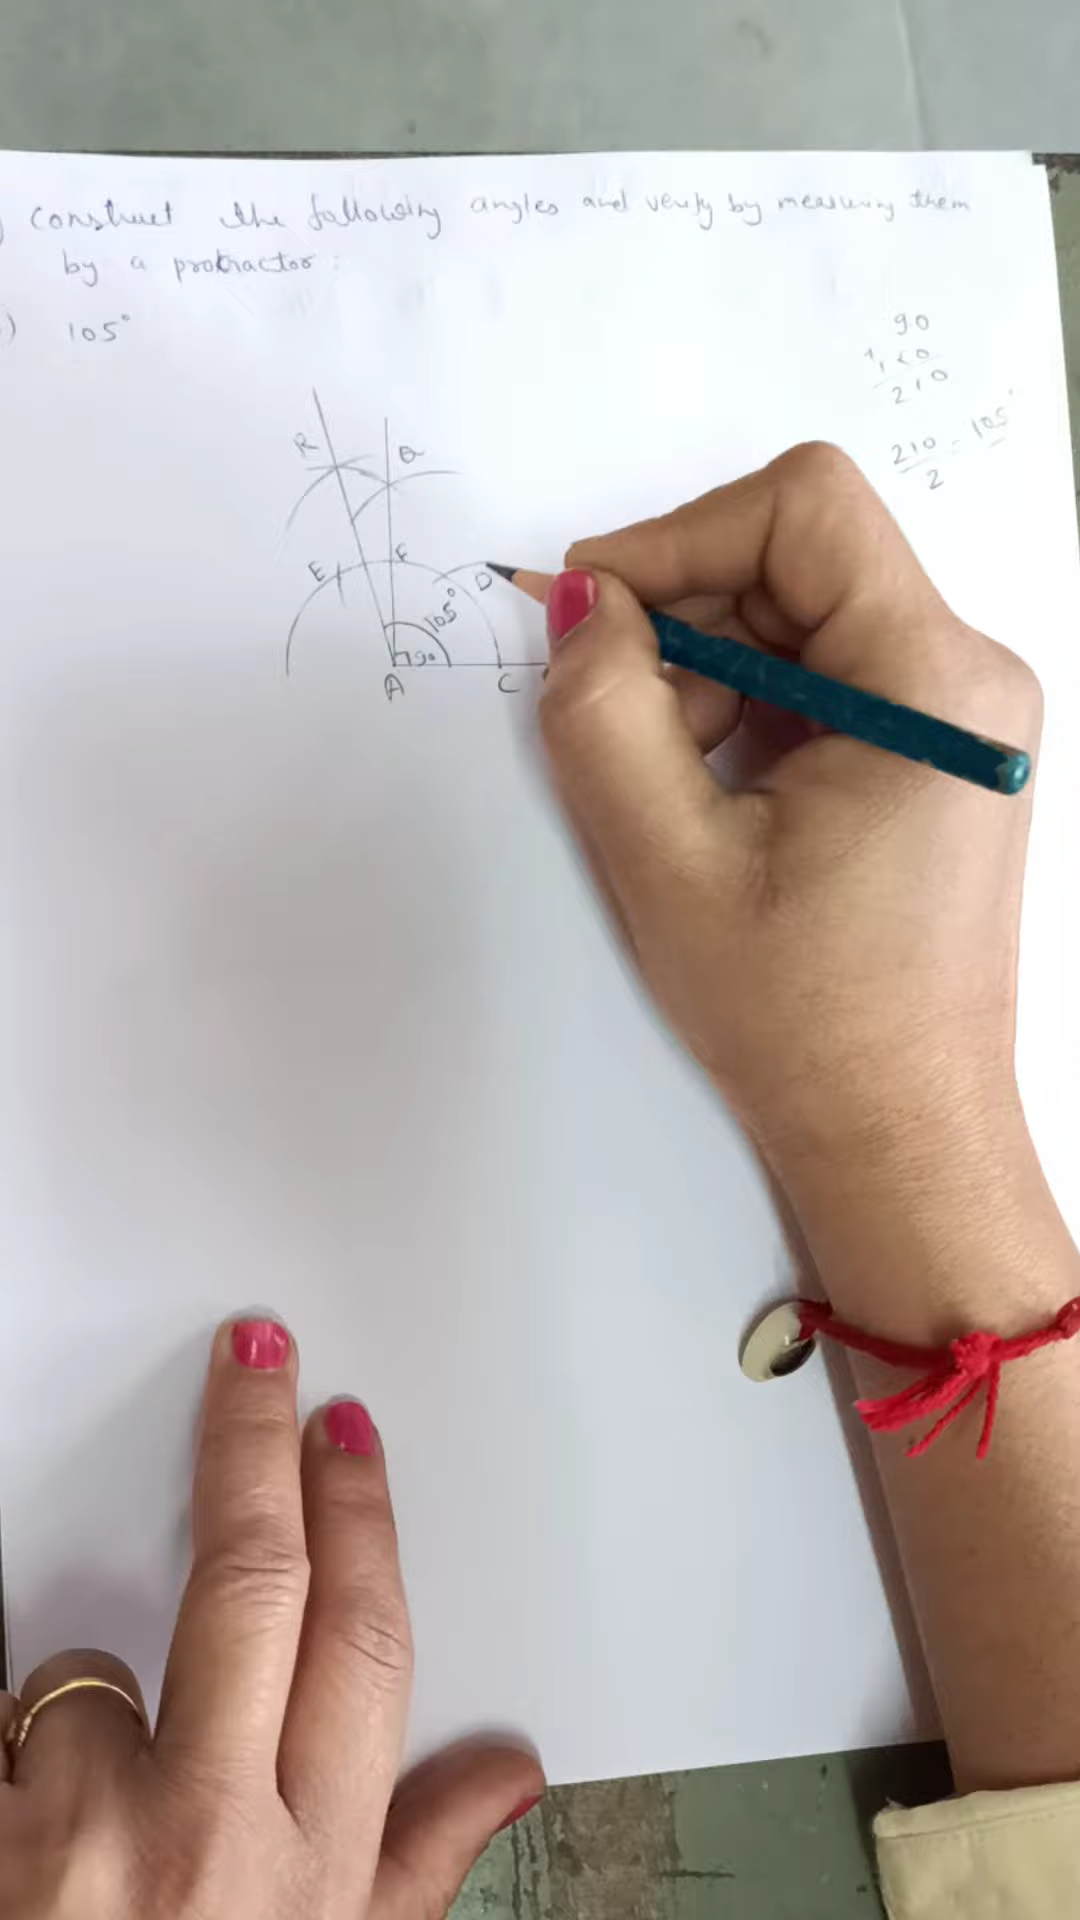 construct the following angles and verify by measuring them
by a protractor :
) 105°
90
120
210
210/2 = 105°
R
Q
E
F
D
105°
90
A
C